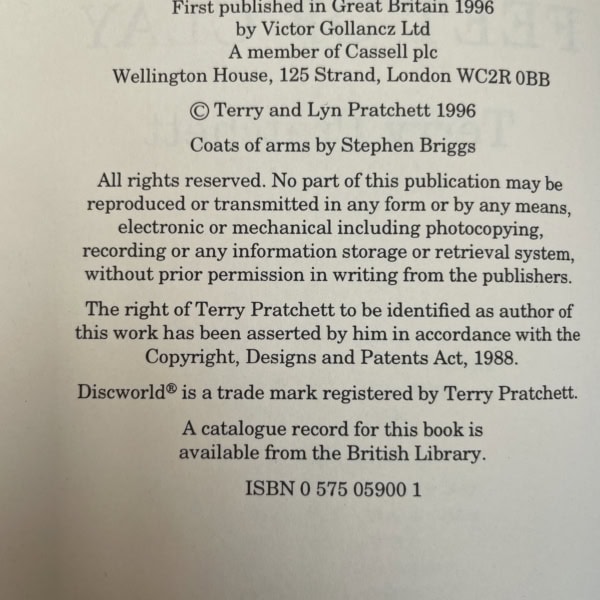 First published in Great Britain 1996
by Victor Gollancz Ltd
A member of Cassell plc
Wellington House, 125 Strand, London WC2R 0BB
© Terry and Lyn Pratchett 1996
Coats of arms by Stephen Briggs
All rights reserved. No part of this publication may be
reproduced or transmitted in any form or by any means,
electronic or mechanical including photocopying,
recording or any information storage or retrieval system,
without prior permission in writing from the publishers.
The right of Terry Pratchett to be identified as author of
this work has been asserted by him in accordance with the
Copyright, Designs and Patents Act, 1988.
Discworld® is a trade mark registered by Terry Pratchett.
A catalogue record for this book is
available from the British Library.
ISBN 0 575 05900 1